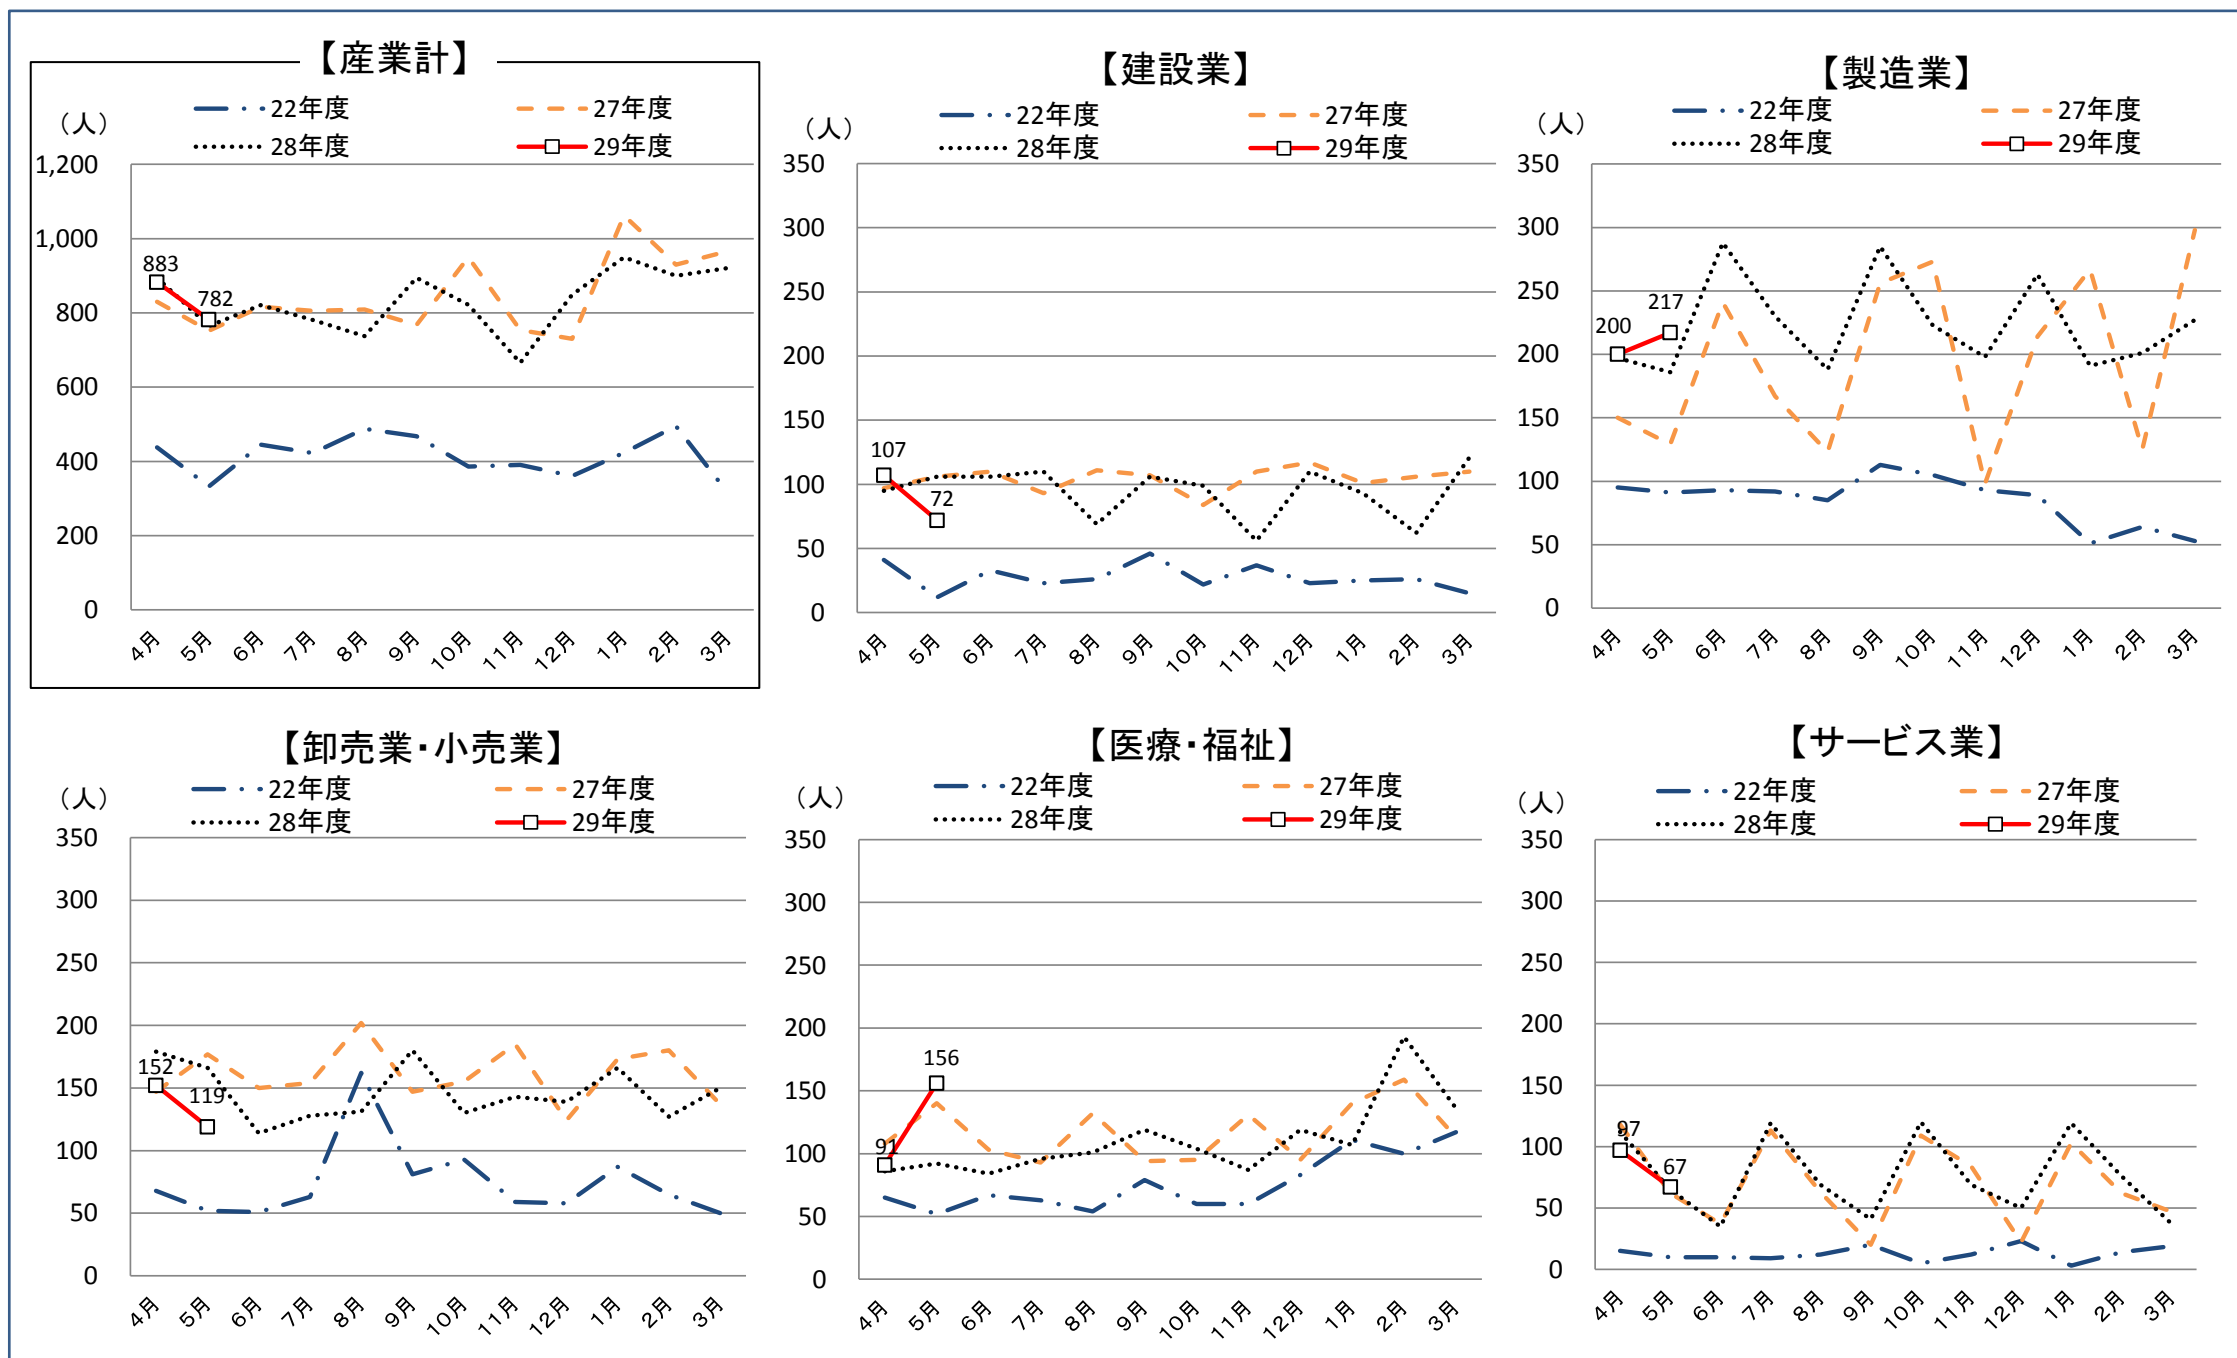 【産業計】
22年度
27年度
28年度
29年度
（人）
1,200
1,000
800
600
400
200
0
883
782
4月
5月
6月
7月
8月
9月
10月
11月
12月
1月
2月
3月
【建設業】
22年度
27年度
28年度
29年度
（人）
350
300
250
200
150
100
50
0
107
72
4月
5月
6月
7月
8月
9月
10月
11月
12月
1月
2月
3月
【製造業】
22年度
27年度
28年度
29年度
（人）
350
300
250
200
150
100
50
0
200
217
4月
5月
6月
7月
8月
9月
10月
11月
12月
1月
2月
3月
【卸売業・小売業】
22年度
27年度
28年度
29年度
（人）
350
300
250
200
150
100
50
0
152
119
4月
5月
6月
7月
8月
9月
10月
11月
12月
1月
2月
3月
【医療・福祉】
22年度
27年度
28年度
29年度
（人）
350
300
250
200
150
100
50
0
91
156
4月
5月
6月
7月
8月
9月
10月
11月
12月
1月
2月
3月
【サービス業】
22年度
27年度
28年度
29年度
（人）
350
300
250
200
150
100
50
0
97
67
4月
5月
6月
7月
8月
9月
10月
11月
12月
1月
2月
3月